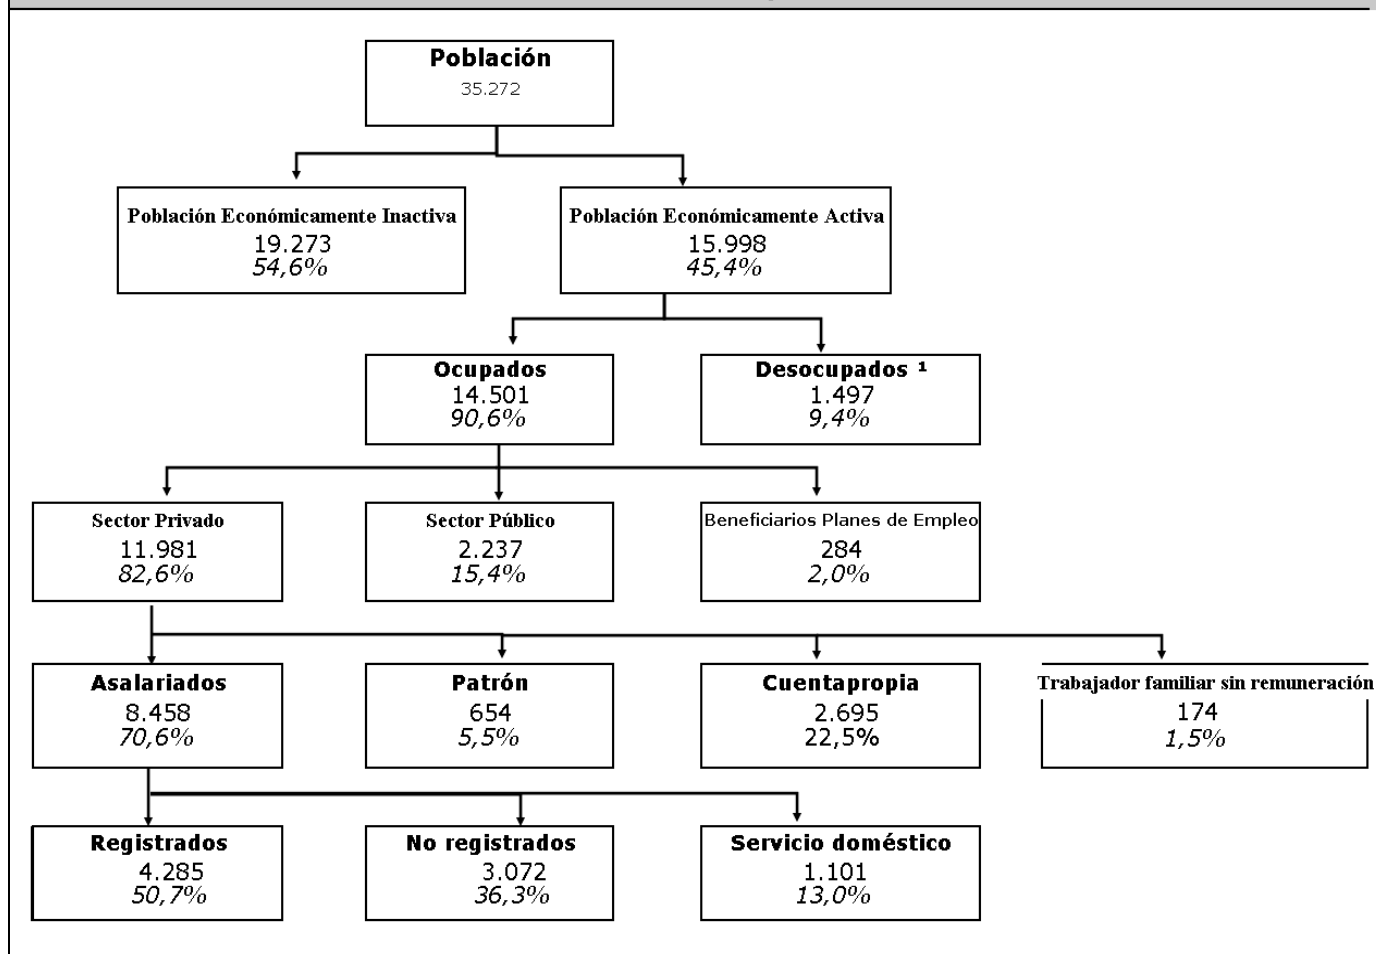 Población
35.272
Población Económicamente Inactiva
19.273
54,6%
Población Económicamente Activa
15.998
45,4%
Ocupados
14.501
90,6%
Desocupados ¹
1.497
9,4%
Sector Privado
11.981
82,6%
Sector Público
2.237
15,4%
Beneficiarios Planes de Empleo
284
2,0%
Asalariados
8.458
70,6%
Patrón
654
5,5%
Cuentapropia
2.695
22,5%
Trabajador familiar sin remuneración
174
1,5%
Registrados
4.285
50,7%
No registrados
3.072
36,3%
Servicio doméstico
1.101
13,0%